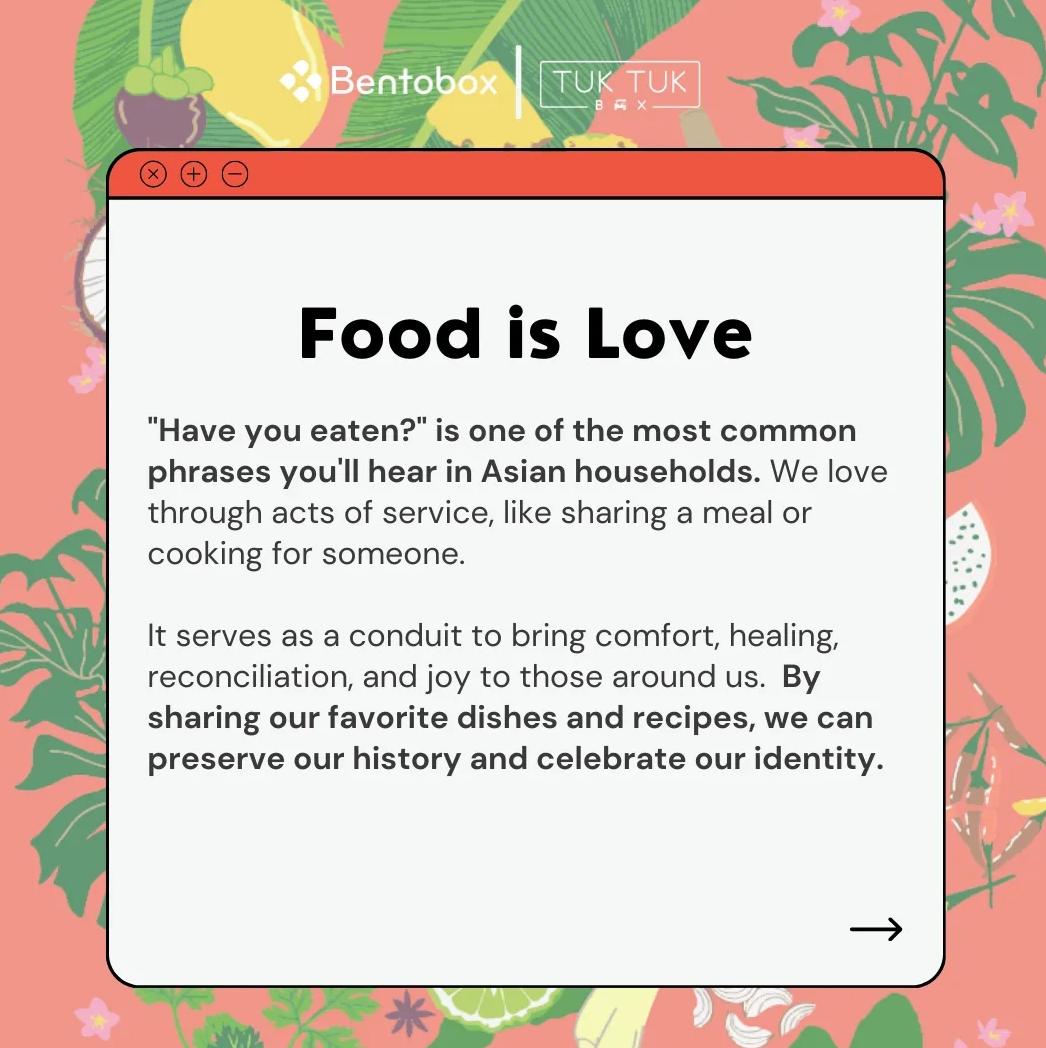 Bentobox | TUK TUK
B X
Food is Love
"Have you eaten?" is one of the most common
phrases you'll hear in Asian households. We love
through acts of service, like sharing a meal or
cooking for someone.
It serves as a conduit to bring comfort, healing,
reconciliation, and joy to those around us. By
sharing our favorite dishes and recipes, we can
preserve our history and celebrate our identity.